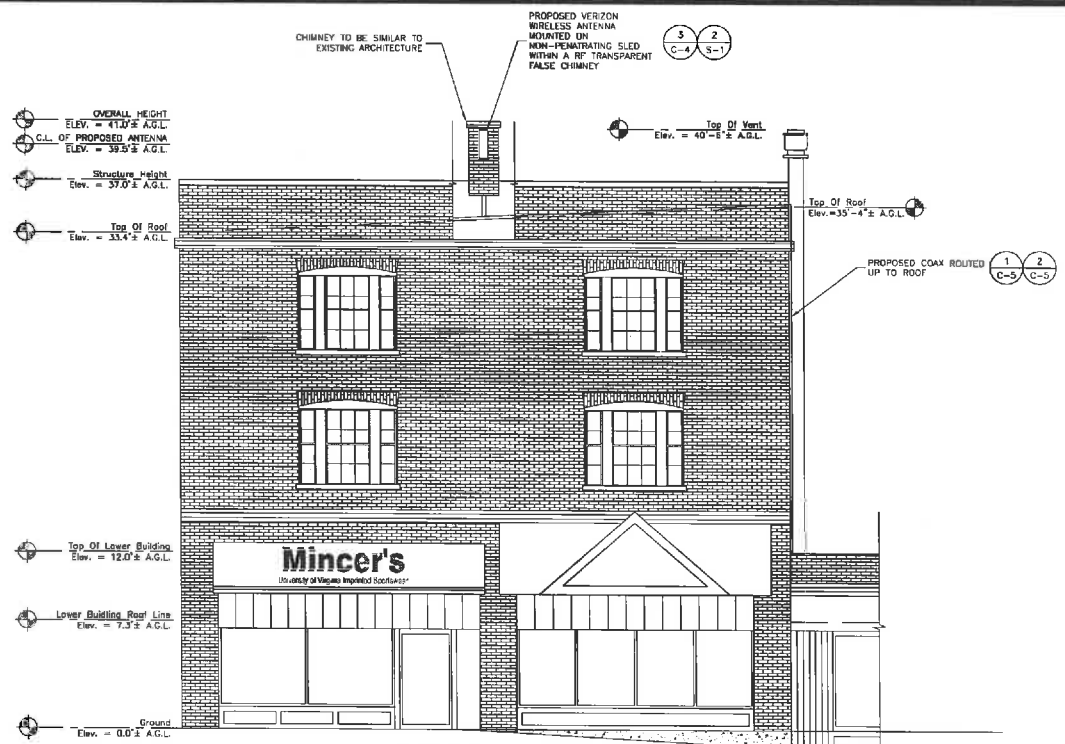 CHIMNEY TO BE SIMILAR TO
EXISTING ARCHITECTURE
PROPOSED VERIZON
WIRELESS ANTENNA
MOUNTED ON
NON-PENATRATING SLED
WITHIN A RF TRANSPARENT
FALSE CHIMNEY
3 2
C-4 S-1
OVERALL HEIGHT
ELEV. = 41.0'± A.G.L.
C.L. OF PROPOSED ANTENNA
ELEV. = 39.5'± A.G.L.
Structure Height
Elev. = 37.0'± A.G.L.
Top Of Roof
Elev. = 33.4'± A.G.L.
Top Of Vent
Elev. = 40'-6"± A.G.L.
Top Of Roof
Elev.=35'-4"± A.G.L.
PROPOSED COAX ROUTED
UP TO ROOF
1 2
C-5 C-5
Top Of Lower Building
Elev. = 12.0'± A.G.L.
Mincer's
University of Virginia Imprinted Sportswear
Lower Buidling Roof Line
Elev. = 7.3'± A.G.L.
Ground
Elev. = 0.0'± A.G.L.